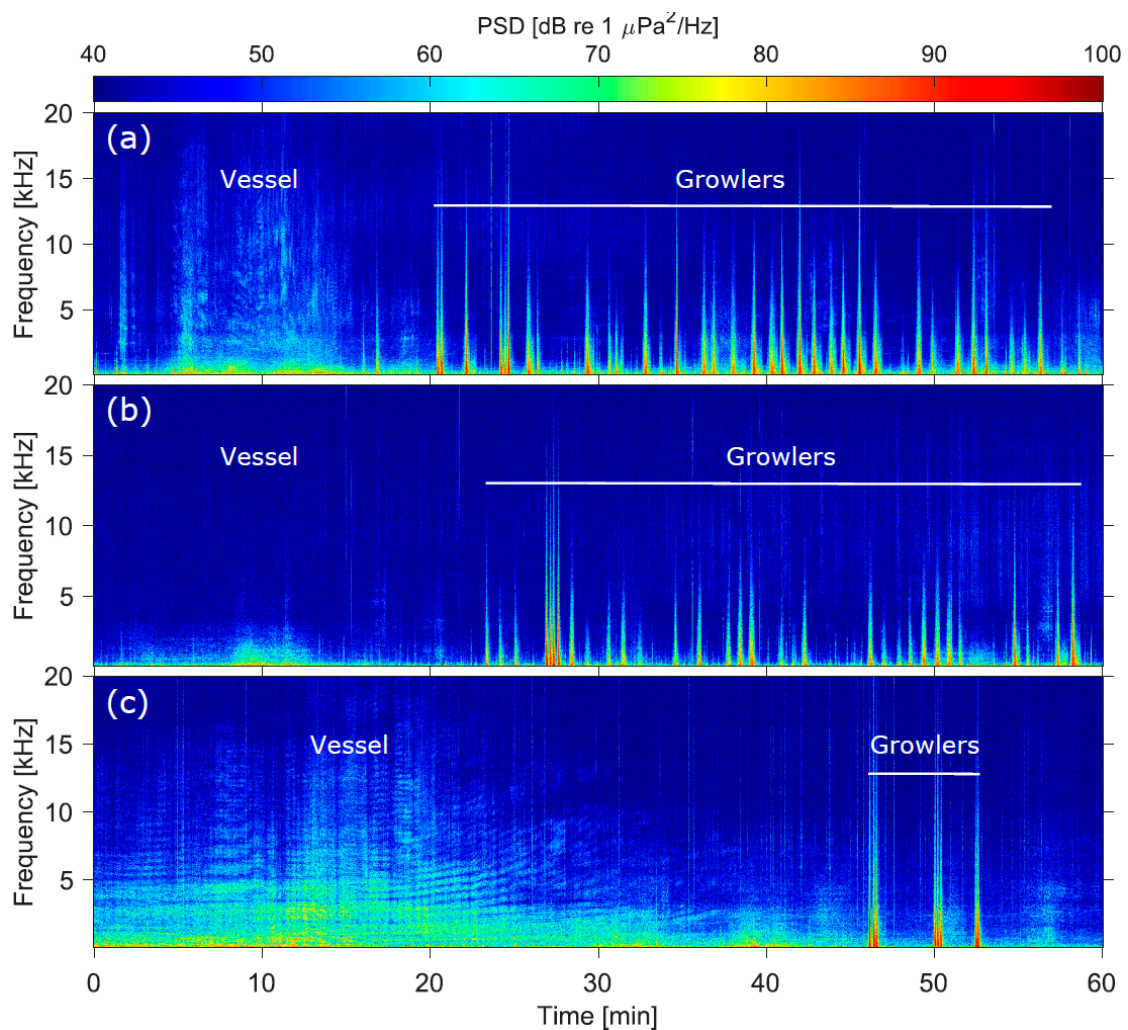 PSD [dB re 1 μPa²/Hz]
40 50 60 70 80 90 100
(a)
Vessel
Growlers
20
15
10
5
Frequency [kHz]
(b)
Vessel
Growlers
20
15
10
5
Frequency [kHz]
(c)
Vessel
Growlers
20
15
10
5
Frequency [kHz]
0 10 20 30 40 50 60
Time [min]